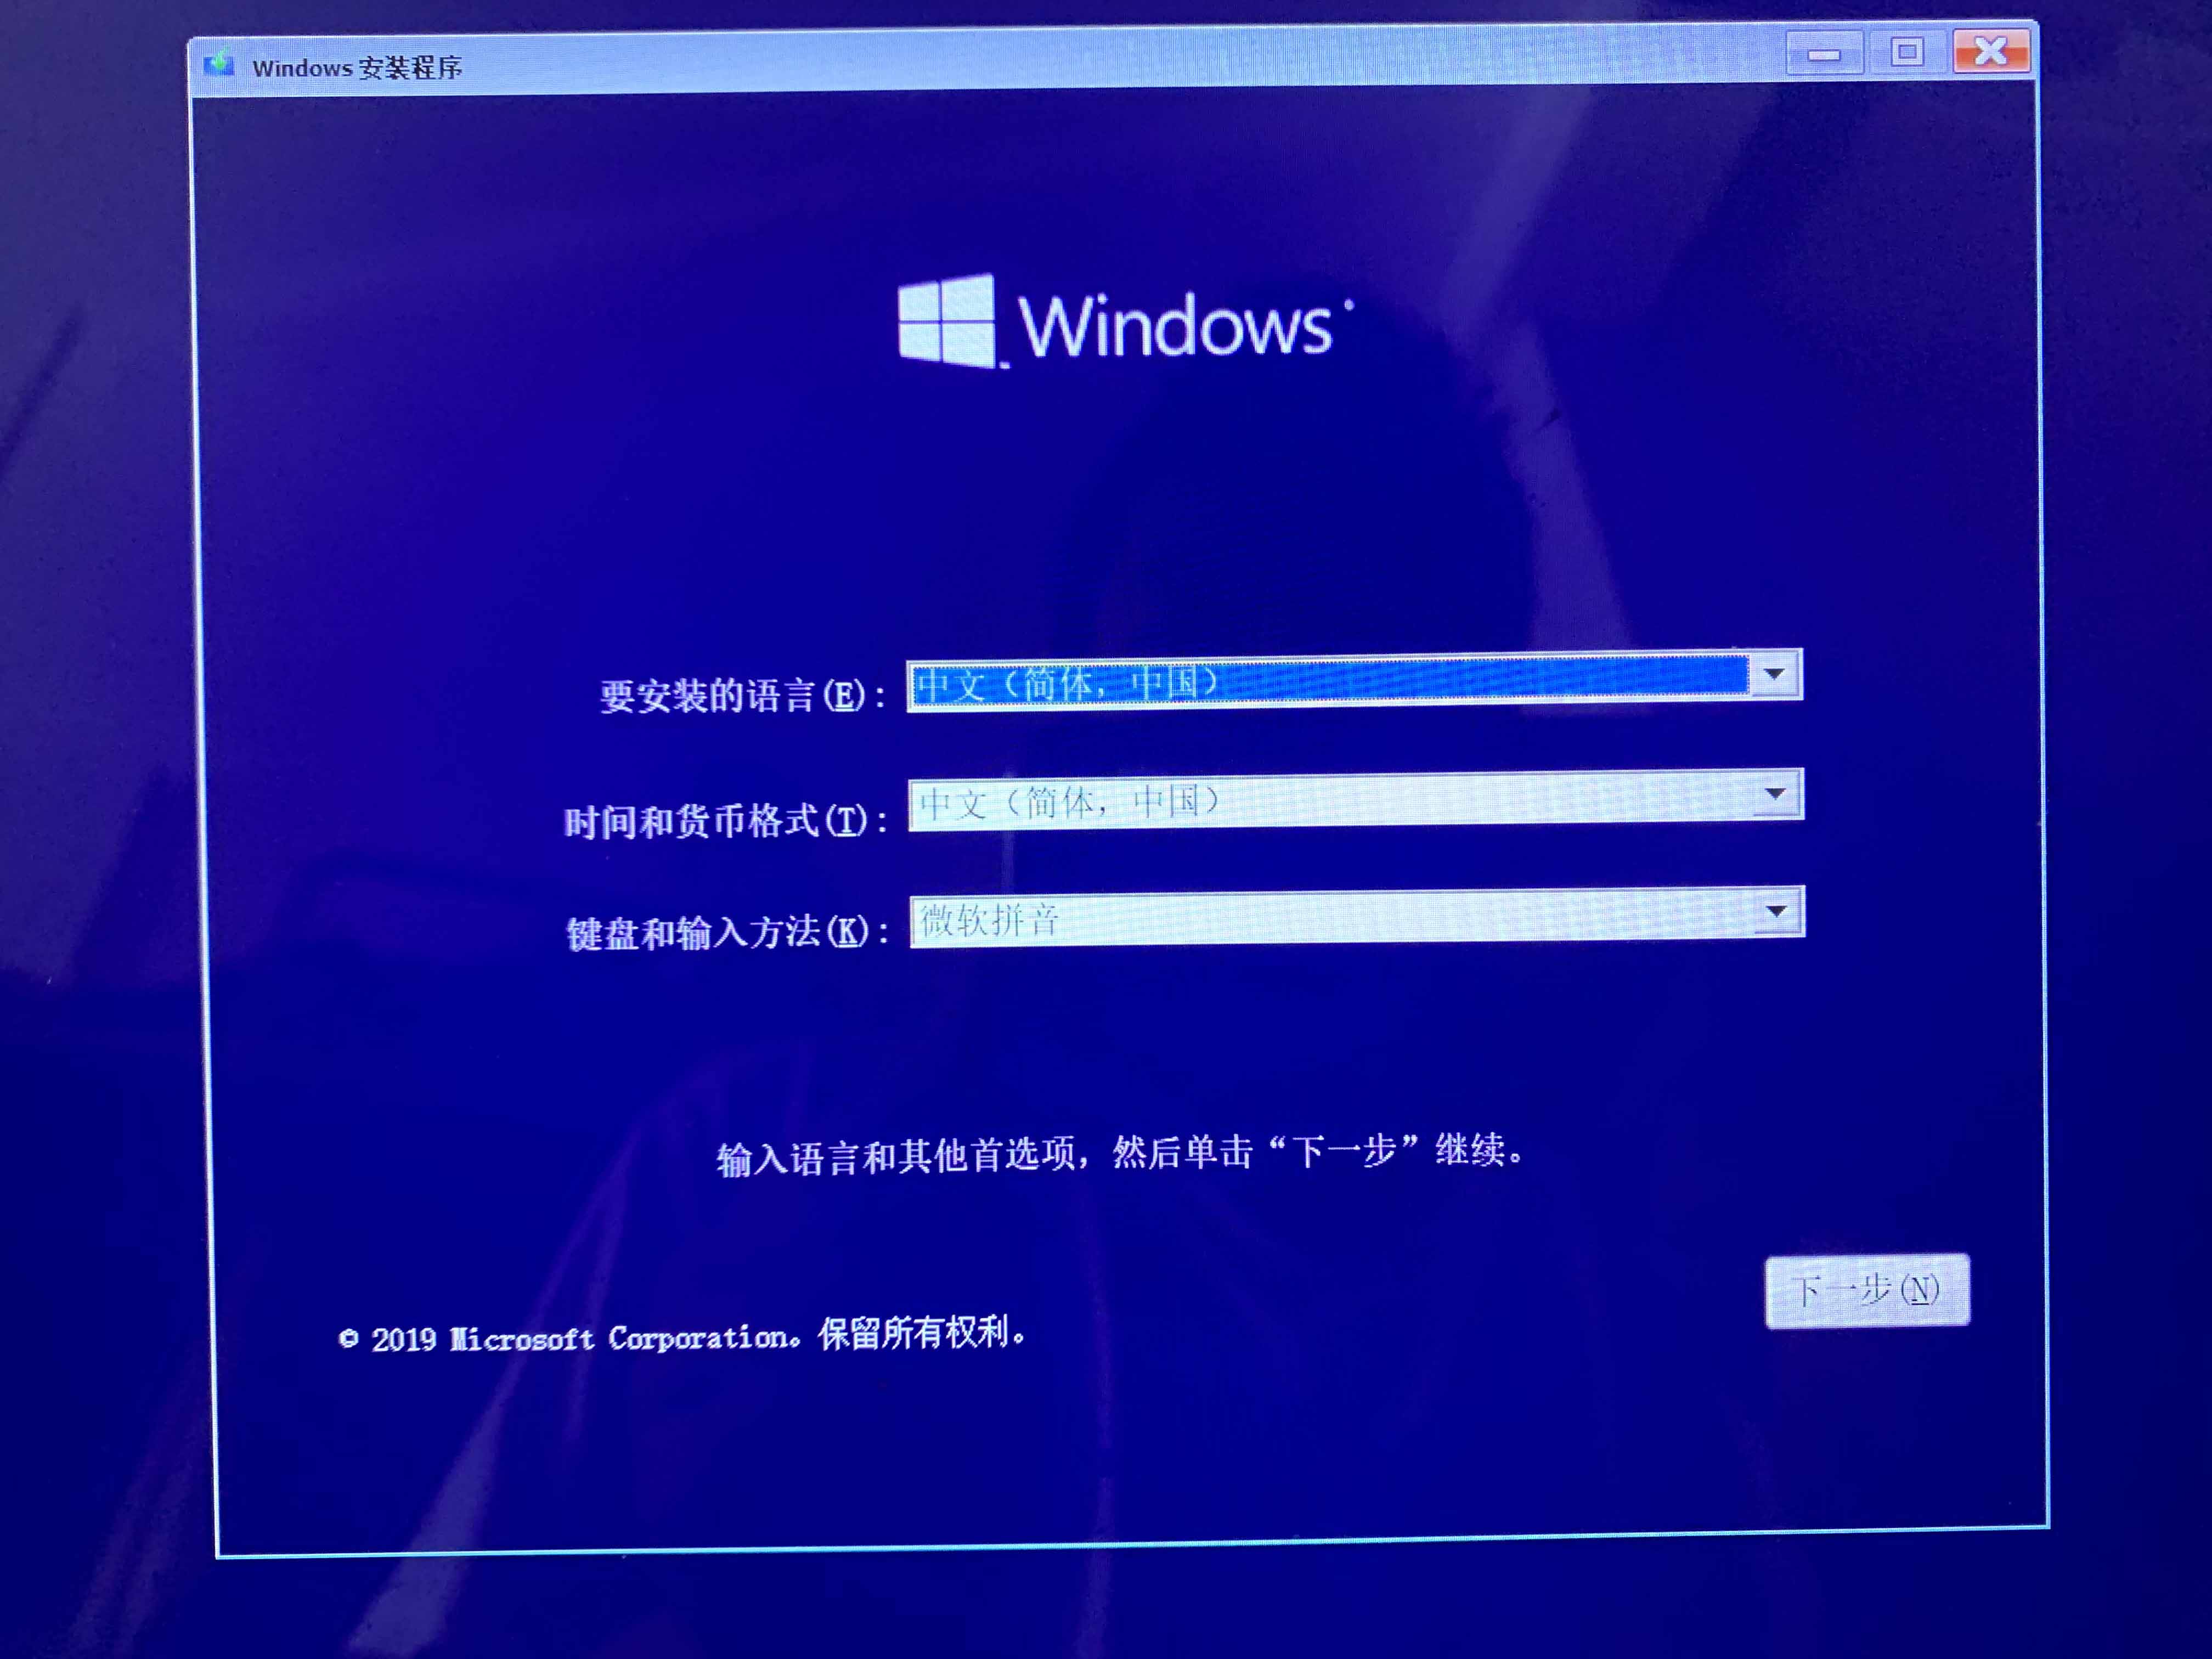 Windows 安装程序
Windows
要安装的语言(E): 中文（简体，中国）
时间和货币格式(T): 中文（简体，中国）
键盘和输入方法(K): 微软拼音
输入语言和其他首选项，然后单击“下一步”继续。
下一步(N)
© 2019 Microsoft Corporation。保留所有权利。